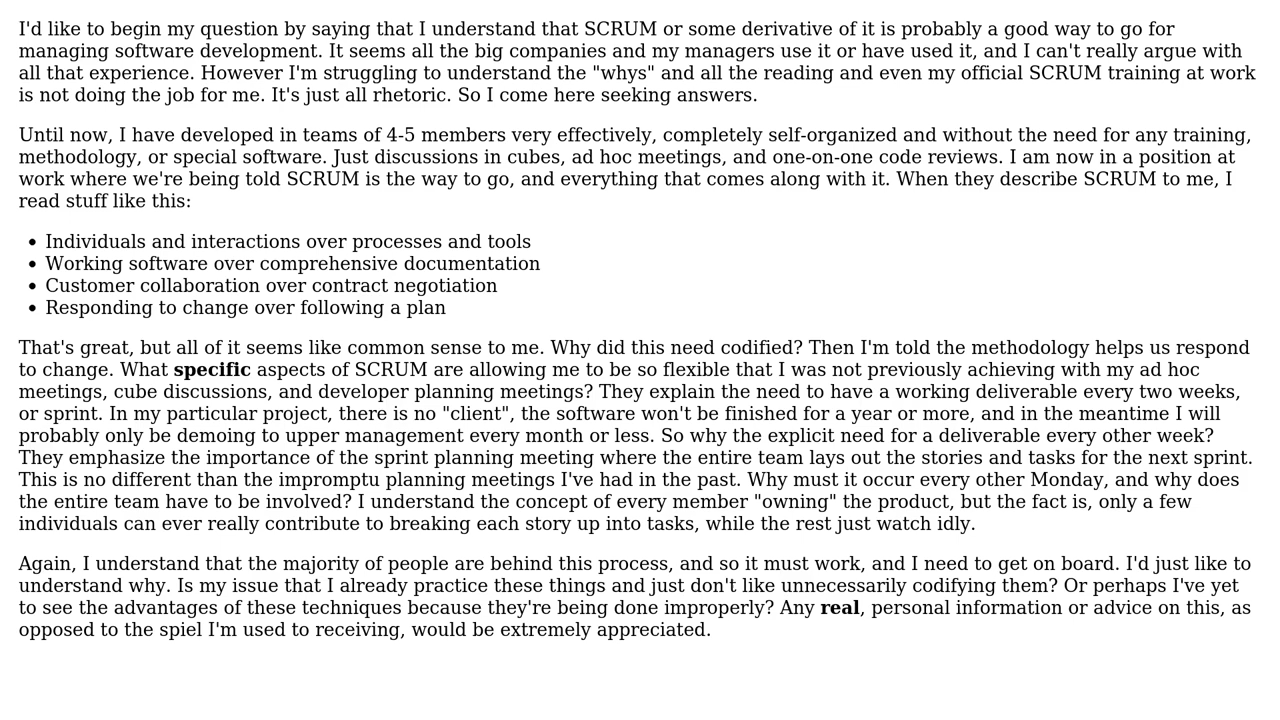 I'd like to begin my question by saying that I understand that SCRUM or some derivative of it is probably a good way to go for
managing software development. It seems all the big companies and my managers use it or have used it, and I can't really argue with
all that experience. However I'm struggling to understand the "whys" and all the reading and even my official SCRUM training at work
is not doing the job for me. It's just all rhetoric. So I come here seeking answers.
Until now, I have developed in teams of 4-5 members very effectively, completely self-organized and without the need for any training,
methodology, or special software. Just discussions in cubes, ad hoc meetings, and one-on-one code reviews. I am now in a position at
work where we're being told SCRUM is the way to go, and everything that comes along with it. When they describe SCRUM to me, I
read stuff like this:
• Individuals and interactions over processes and tools
• Working software over comprehensive documentation
• Customer collaboration over contract negotiation
• Responding to change over following a plan
That's great, but all of it seems like common sense to me. Why did this need codified? Then I'm told the methodology helps us respond
to change. What specific aspects of SCRUM are allowing me to be so flexible that I was not previously achieving with my ad hoc
meetings, cube discussions, and developer planning meetings? They explain the need to have a working deliverable every two weeks,
or sprint. In my particular project, there is no "client", the software won't be finished for a year or more, and in the meantime I will
probably only be demoing to upper management every month or less. So why the explicit need for a deliverable every other week?
They emphasize the importance of the sprint planning meeting where the entire team lays out the stories and tasks for the next sprint.
This is no different than the impromptu planning meetings I've had in the past. Why must it occur every other Monday, and why does
the entire team have to be involved? I understand the concept of every member "owning" the product, but the fact is, only a few
individuals can ever really contribute to breaking each story up into tasks, while the rest just watch idly.
Again, I understand that the majority of people are behind this process, and so it must work, and I need to get on board. I'd just like to
understand why. Is my issue that I already practice these things and just don't like unnecessarily codifying them? Or perhaps I've yet
to see the advantages of these techniques because they're being done improperly? Any real, personal information or advice on this, as
opposed to the spiel I'm used to receiving, would be extremely appreciated.